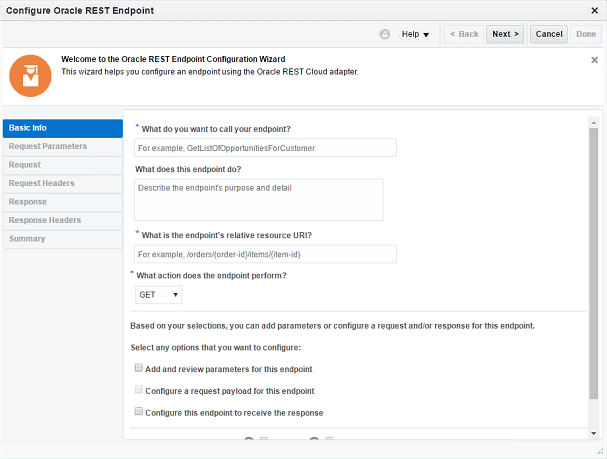 Configure Oracle REST Endpoint
Help
< Back
Next >
Cancel
Done
Welcome to the Oracle REST Endpoint Configuration Wizard
This wizard helps you configure an endpoint using the Oracle REST Cloud adapter.
Basic Info
Request Parameters
Request
Request Headers
Response
Response Headers
Summary
* What do you want to call your endpoint?
For example, GetListOfOpportunitiesForCustomer
What does this endpoint do?
Describe the endpoint's purpose and detail
* What is the endpoint's relative resource URI?
For example, /orders/{order-id}/items/{item-id}
* What action does the endpoint perform?
GET
Based on your selections, you can add parameters or configure a request and/or response for this endpoint.
Select any options that you want to configure:
Add and review parameters for this endpoint
Configure a request payload for this endpoint
Configure this endpoint to receive the response